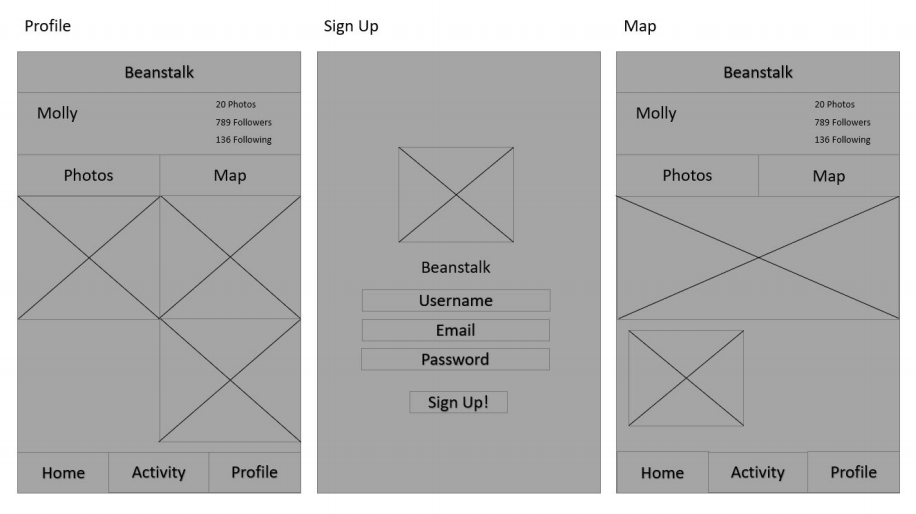 Profile
Beanstalk
Molly
20 Photos
789 Followers
136 Following
Photos Map
Home Activity Profile
Sign Up
Beanstalk
Username
Email
Password
Sign Up!
Map
Beanstalk
Molly
20 Photos
789 Followers
136 Following
Photos Map
Home Activity Profile